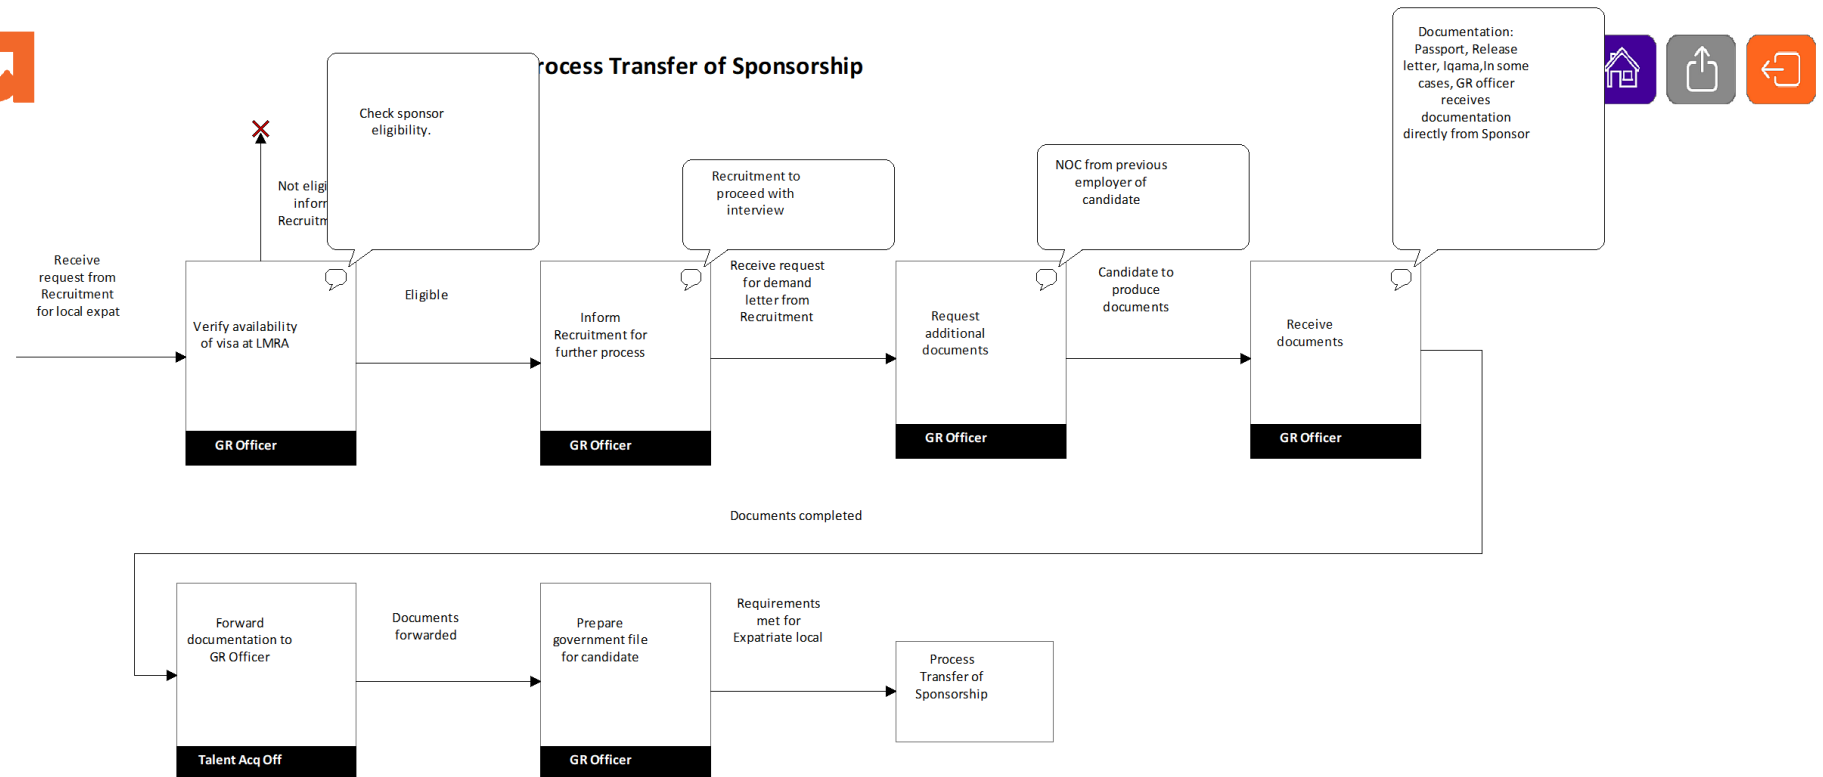 rocess Transfer of Sponsorship
Documentation:
Passport, Release
letter, Iqama,In some
cases, GR officer
receives
documentation
directly from Sponsor
Check sponsor
eligibility.
Recruitment to
proceed with
interview
NOC from previous
employer of
candidate
Not eligi
infor
Recruitm
Receive
request from
Recruitment
for local expat
Verify availability
of visa at LMRA
GR Officer
Eligible
Inform
Recruitment for
further process
GR Officer
Receive request
for demand
letter from
Recruitment
Request
additional
documents
GR Officer
Candidate to
produce
documents
Receive
documents
GR Officer
Documents completed
Forward
documentation to
GR Officer
Talent Acq Off
Documents
forwarded
Prepare
government file
for candidate
GR Officer
Requirements
met for
Expatriate local
Process
Transfer of
Sponsorship